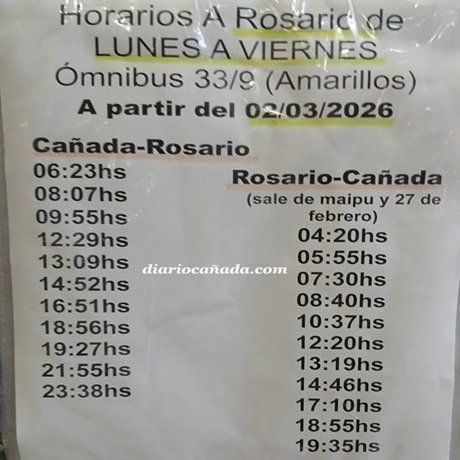 Horarios A Rosario de
LUNES A VIERNES
Ómnibus 33/9 (Amarillos)
A partir del 02/03/2026
Cañada-Rosario
06:23hs
08:07hs
09:55hs
12:29hs
13:09hs
14:52hs
16:51hs
18:56hs
19:27hs
21:55hs
23:38hs
Rosario-Cañada
(sale de maipu y 27 de
febrero)
04:20hs
05:55hs
07:30hs
08:40hs
10:37hs
12:20hs
13:19hs
14:46hs
17:10hs
18:55hs
19:35hs
diariocañada.com